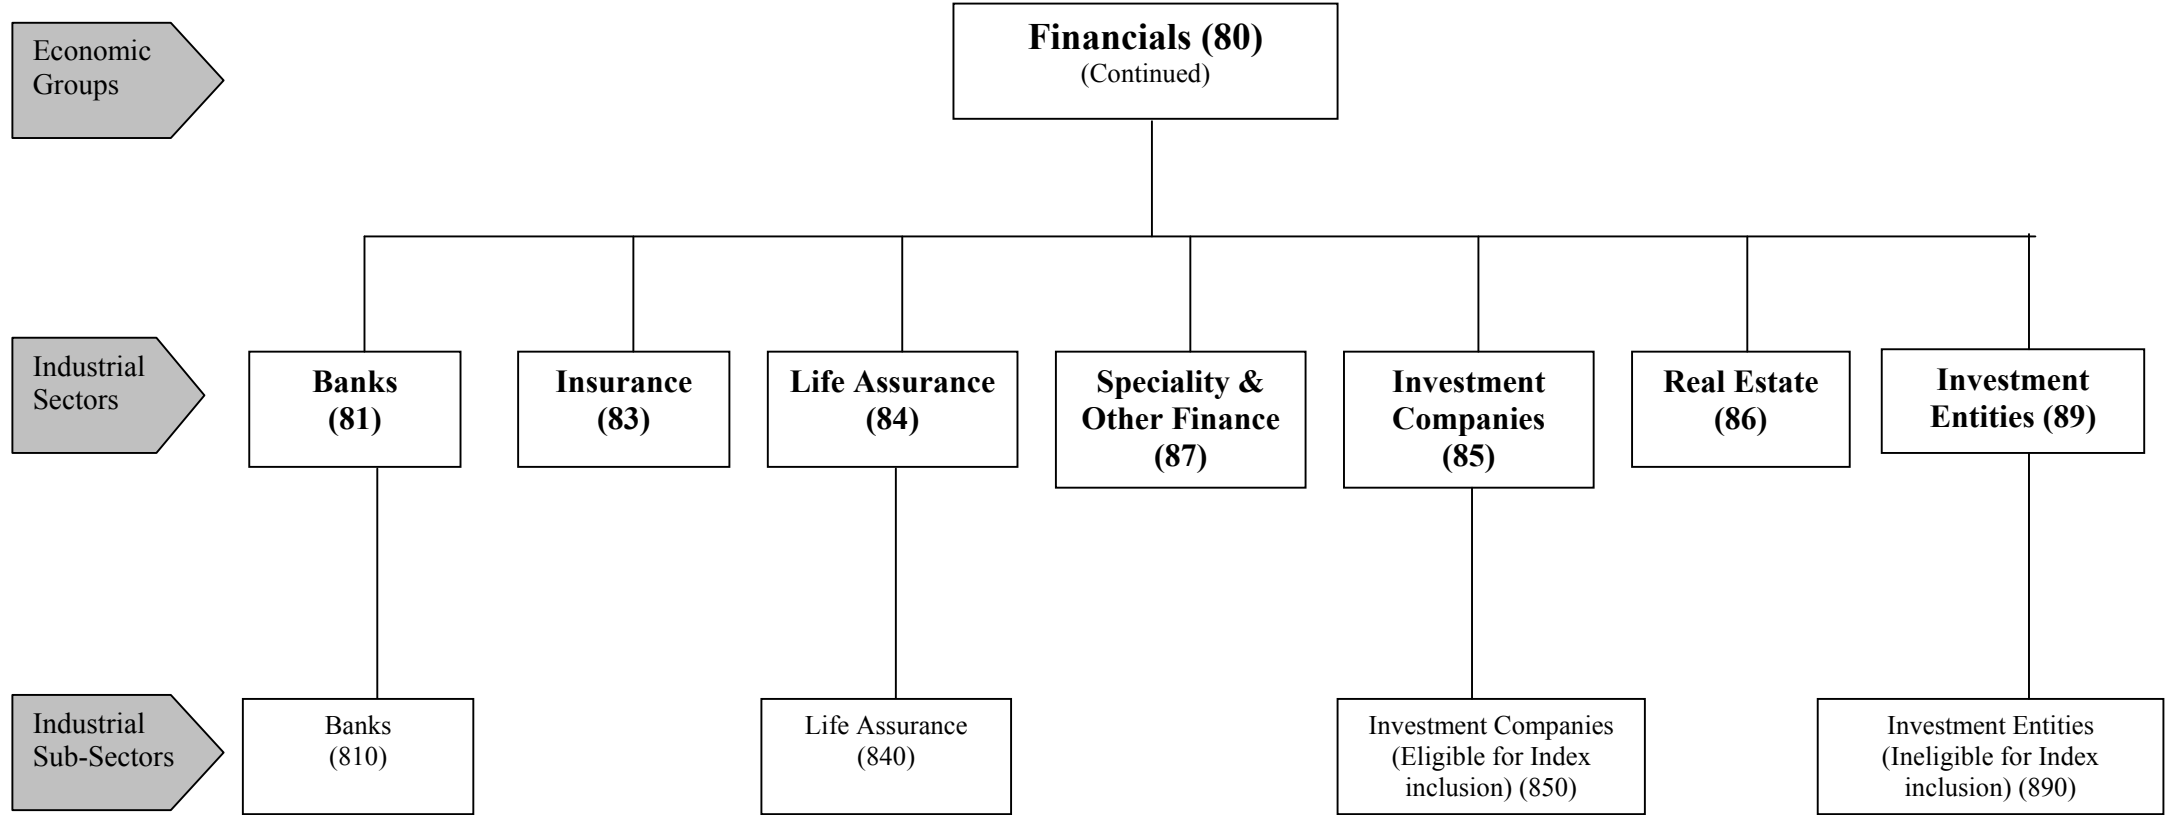 Economic
Groups
Financials (80)
(Continued)
Industrial
Sectors
Banks
(81)
Insurance
(83)
Life Assurance
(84)
Speciality &
Other Finance
(87)
Investment
Companies
(85)
Real Estate
(86)
Investment
Entities (89)
Industrial
Sub-Sectors
Banks
(810)
Life Assurance
(840)
Investment Companies
(Eligible for Index
inclusion) (850)
Investment Entities
(Ineligible for Index
inclusion) (890)